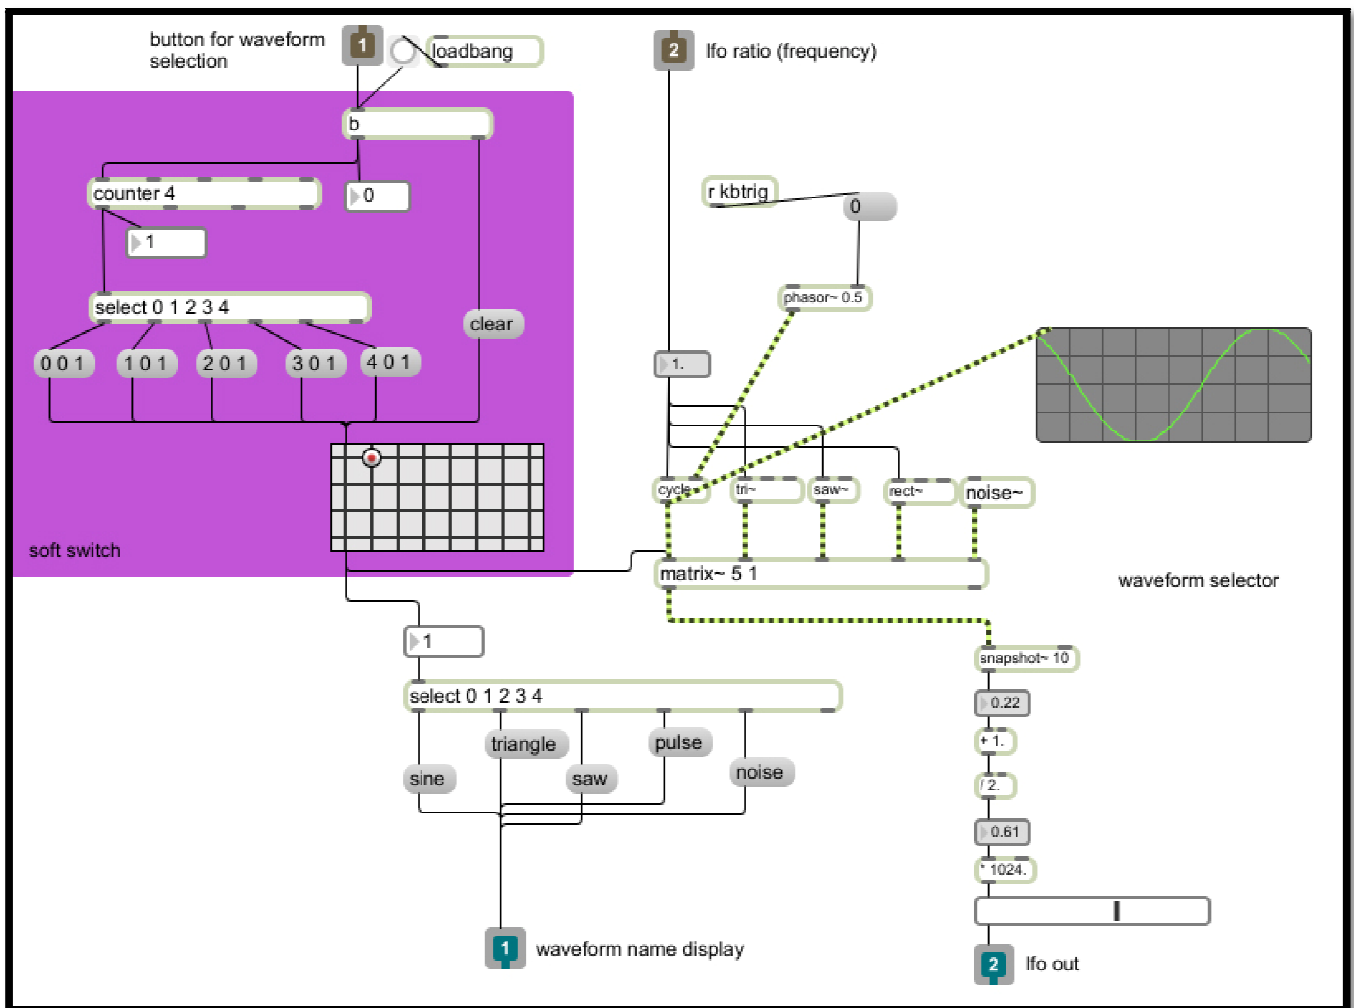 button for waveform
selection
1
loadbang
2
lfo ratio (frequency)
b
counter 4
0
r kbtrig
0
1
phasor~ 0.5
select 0 1 2 3 4
clear
0 0 1
1 0 1
2 0 1
3 0 1
4 0 1
1.
cycle~
tri~
saw~
rect~
noise~
soft switch
matrix~ 5 1
waveform selector
1
snapshot~ 10
select 0 1 2 3 4
0.22
triangle
pulse
+ 1.
sine
saw
noise
/ 2.
0.61
* 1024.
1
waveform name display
2
lfo out